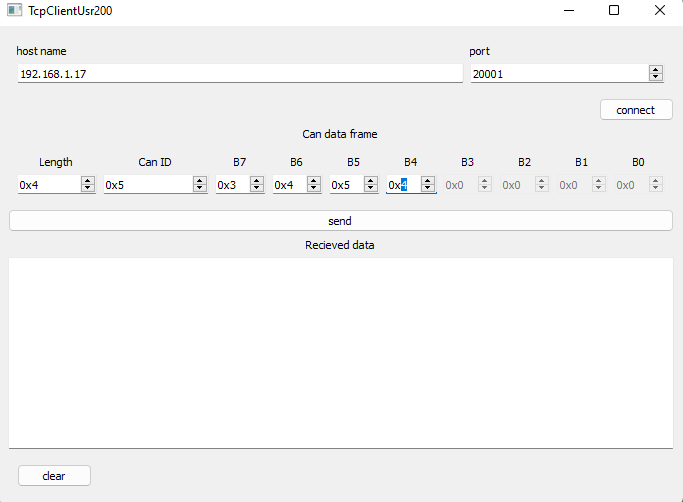 TcpClientUsr200
host name port
192.168.1.17 20001
connect
Can data frame
Length Can ID B7 B6 B5 B4 B3 B2 B1 B0
0x4 0x5 0x3 0x4 0x5 0x4 0x0 0x0 0x0 0x0
send
Recieved data
clear